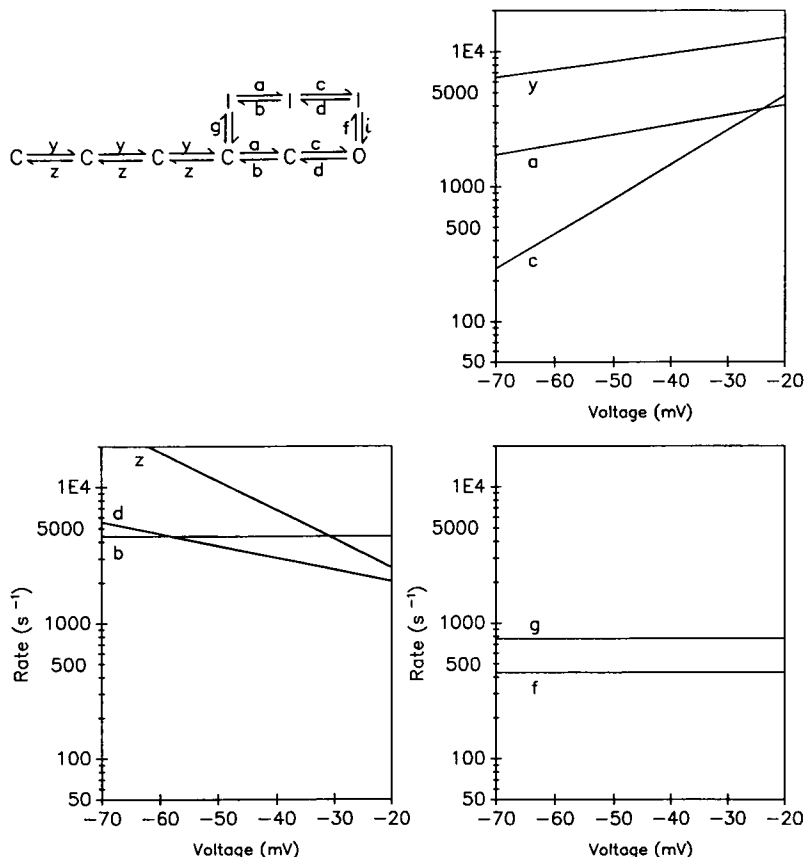 a c
I I I
b d
g f i
y y y a c
C C C C C O
z z z b d
1E4
5000
1000
500
100
50
y
a
c
-70 -60 -50 -40 -30 -20
Voltage (mV)
Rate (s⁻¹)
1E4
5000
1000
500
100
50
z
d
b
-70 -60 -50 -40 -30 -20
Voltage (mV)
Rate (s⁻¹)
1E4
5000
1000
500
100
50
g
f
-70 -60 -50 -40 -30 -20
Voltage (mV)